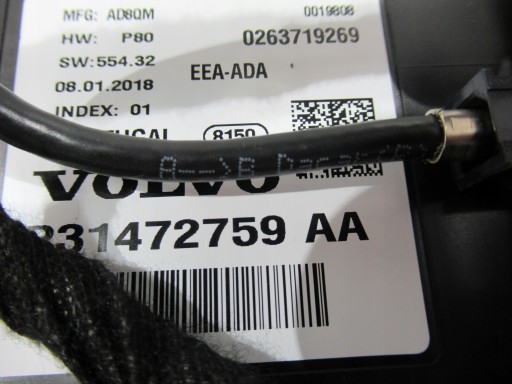 MFG: AD8QM 0019808
HW: P80 0263719269
SW:554.32 EEA-ADA
08.01.2018
INDEX: 01
8150
VOLVO
31472759 AA